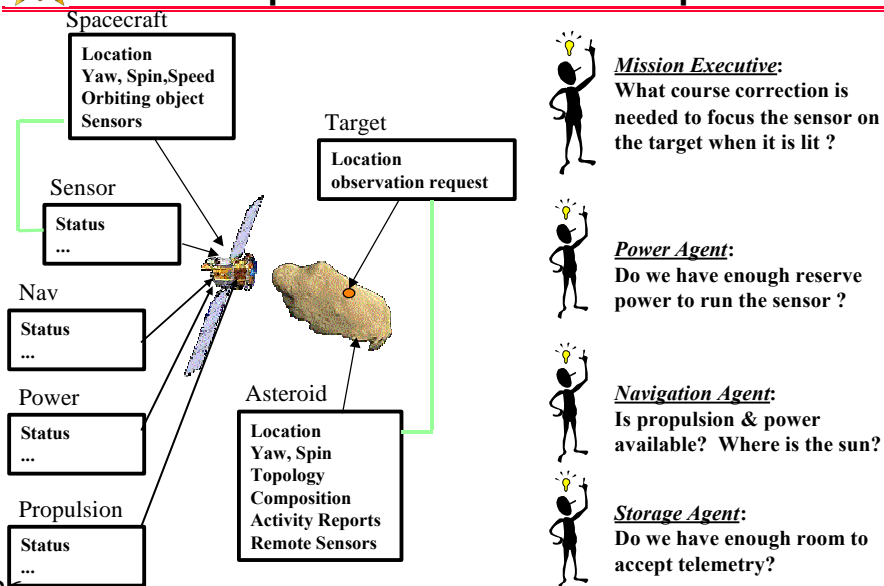 Spacecraft
Location
Yaw, Spin,Speed
Orbiting object
Sensors
Sensor
Status
...
Nav
Status
...
Power
Status
...
Propulsion
Status
...
Target
Location
observation request
Asteroid
Location
Yaw, Spin
Topology
Composition
Activity Reports
Remote Sensors
Mission Executive:
What course correction is
needed to focus the sensor on
the target when it is lit ?
Power Agent:
Do we have enough reserve
power to run the sensor ?
Navigation Agent:
Is propulsion & power
available? Where is the sun?
Storage Agent:
Do we have enough room to
accept telemetry?